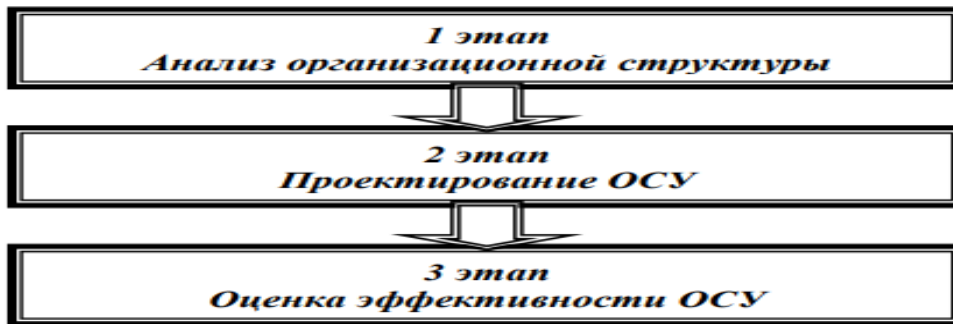 1 этап
Анализ организационной структуры
2 этап
Проектирование ОСУ
3 этап
Оценка эффективности ОСУ